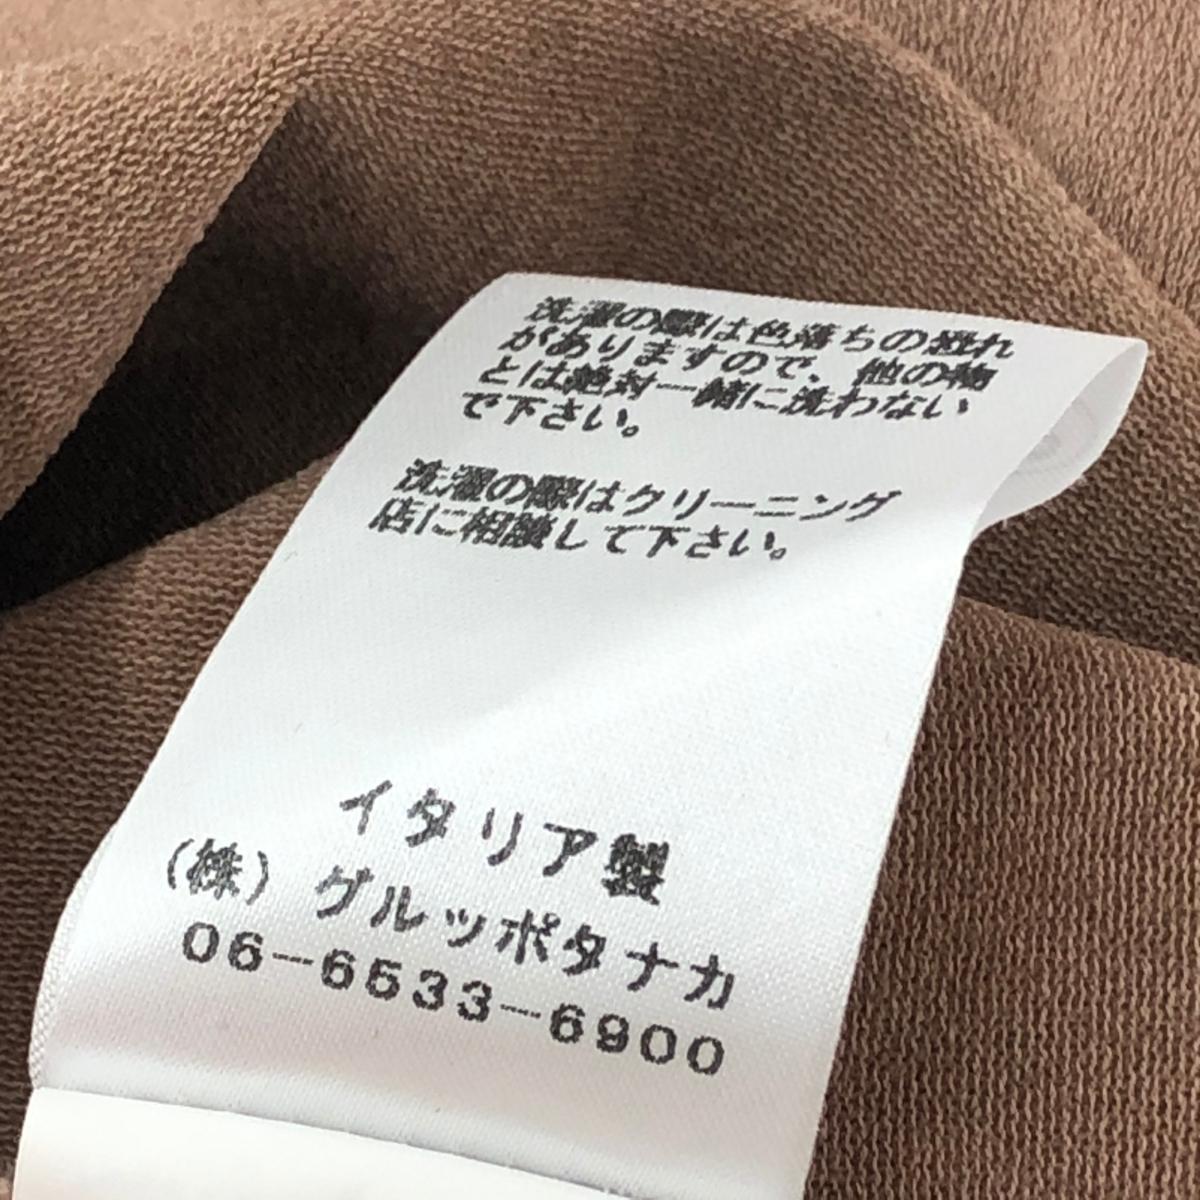 洗濯の際は色落ちの恐れ
がありますので、他の物
とは絶対一緒に洗わない
で下さい。
洗濯の際はクリーニング
店に相談して下さい。
イタリア製
(株) グルッポタナカ
06-6533-6900